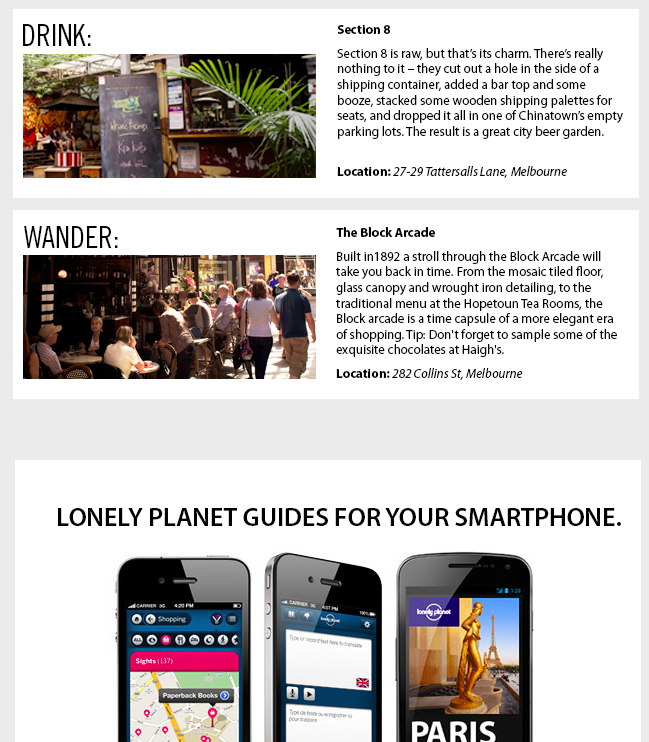 DRINK:
Section 8
Section 8 is raw, but that's its charm. There's really
nothing to it – they cut out a hole in the side of a
shipping container, added a bar top and some
booze, stacked some wooden shipping palettes for
seats, and dropped it all in one of Chinatown's empty
parking lots. The result is a great city beer garden.
Location: 27-29 Tattersalls Lane, Melbourne
WANDER:
The Block Arcade
Built in1892 a stroll through the Block Arcade will
take you back in time. From the mosaic tiled floor,
glass canopy and wrought iron detailing, to the
traditional menu at the Hopetoun Tea Rooms, the
Block arcade is a time capsule of a more elegant era
of shopping. Tip: Don't forget to sample some of the
exquisite chocolates at Haigh's.
Location: 282 Collins St, Melbourne
LONELY PLANET GUIDES FOR YOUR SMARTPHONE.
CARRIER 3G 4:20 PM
Shopping
ALL
Sights (137)
Paperback Books
CARRIER 3G 4:07 PM 100%
lonely planet
Type or record text here to translate
Type de texte ou enregistrer ici
pour traduire
1:23
lonely planet
PARIS